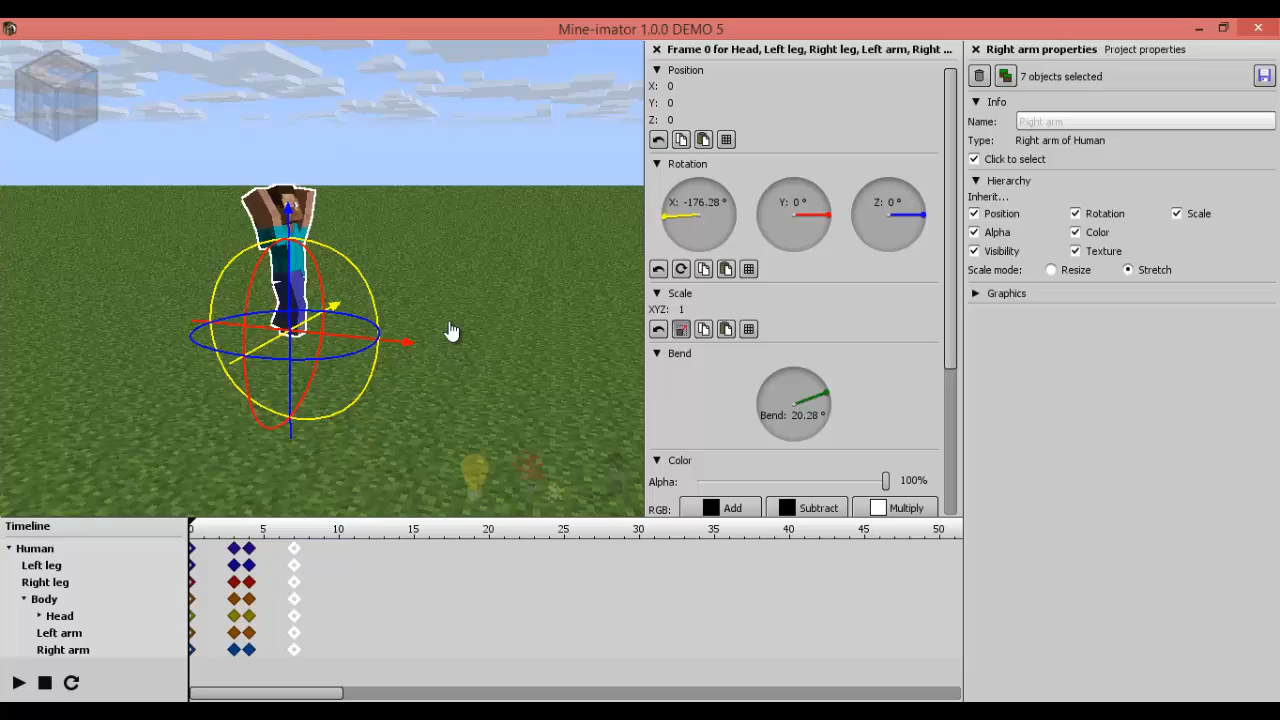 Mine-imator 1.0.0 DEMO 5
Frame 0 for Head, Left leg, Right leg, Left arm, Right ...
Position
X: 0
Y: 0
Z: 0
Rotation
X: -176.28 °
Y: 0 °
Z: 0 °
Scale
XYZ: 1
Bend
Bend: 20.28 °
Color
Alpha: 100%
RGB: Add Subtract Multiply
Right arm properties Project properties
7 objects selected
Info
Name: Right arm
Type: Right arm of Human
Click to select
Hierarchy
Inherit...
Position Rotation Scale
Alpha Color
Visibility Texture
Scale mode: Resize Stretch
Graphics
Timeline
0 5 10 15 20 25 30 35 40 45 50
Human
Left leg
Right leg
Body
Head
Left arm
Right arm